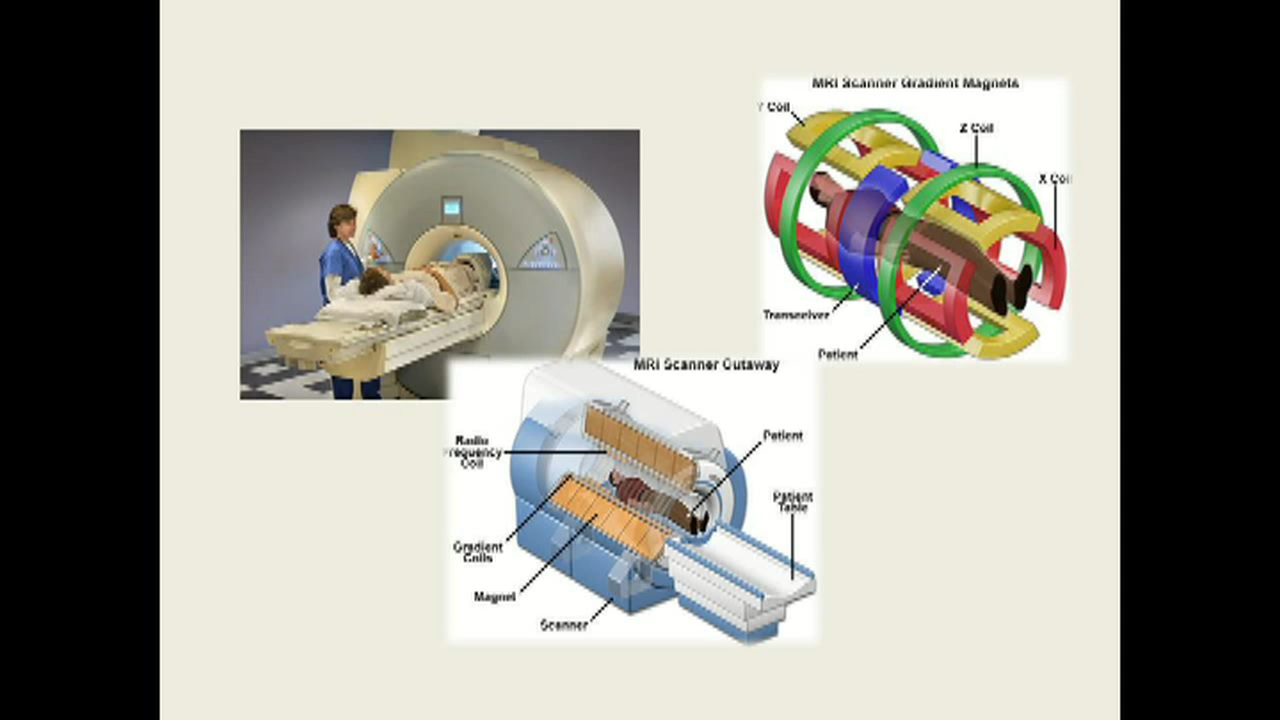 MRI Scanner Gradient Magnets
Y Coil
Z Coil
X Coil
Transceiver
Patient
MRI Scanner Cutaway
Radio
Frequency
Coil
Patient
Patient
Table
Gradient
Coils
Magnet
Scanner